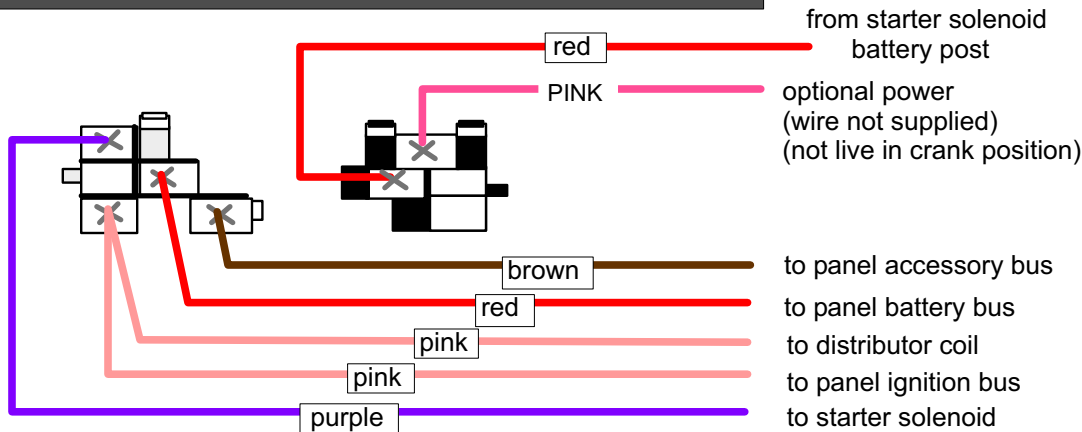 from starter solenoid
red
battery post
PINK
optional power
(wire not supplied)
(not live in crank position)
brown
to panel accessory bus
red
to panel battery bus
pink
to distributor coil
pink
to panel ignition bus
purple
to starter solenoid